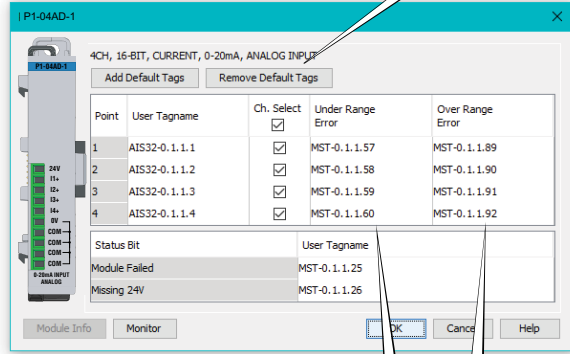 P1-04AD-1
4CH, 16-BIT, CURRENT, 0-20mA, ANALOG INPUT
Add Default Tags Remove Default Tags
Point User Tagname Ch. Select Under Range Error Over Range Error
1 AIS32-0.1.1.1 MST-0.1.1.57 MST-0.1.1.89
2 AIS32-0.1.1.2 MST-0.1.1.58 MST-0.1.1.90
3 AIS32-0.1.1.3 MST-0.1.1.59 MST-0.1.1.91
4 AIS32-0.1.1.4 MST-0.1.1.60 MST-0.1.1.92
Status Bit User Tagname
Module Failed MST-0.1.1.25
Missing 24V MST-0.1.1.26
Module Info Monitor OK Cancel Help
P1-04AD-1
24V
I1+
I2+
I3+
I4+
0V
COM
COM
COM
COM
0-20mA INPUT
ANALOG